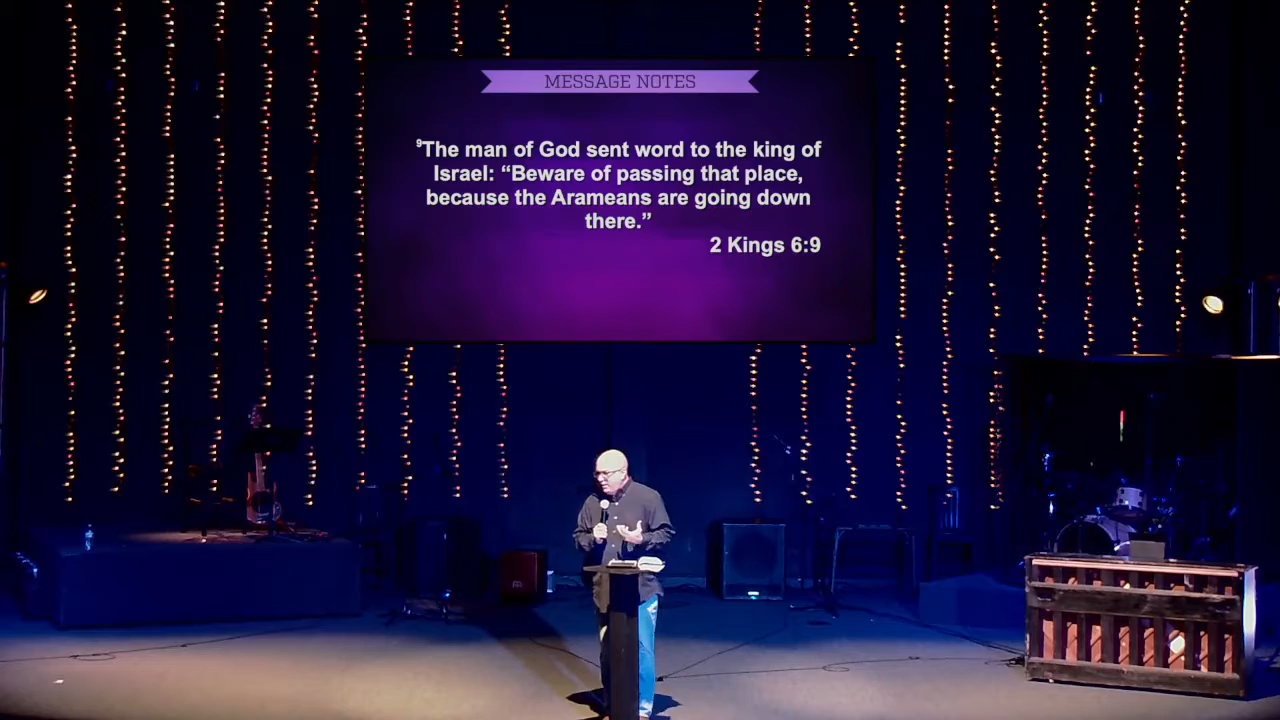 MESSAGE NOTES
⁹The man of God sent word to the king of
Israel: “Beware of passing that place,
because the Arameans are going down
there.”
2 Kings 6:9